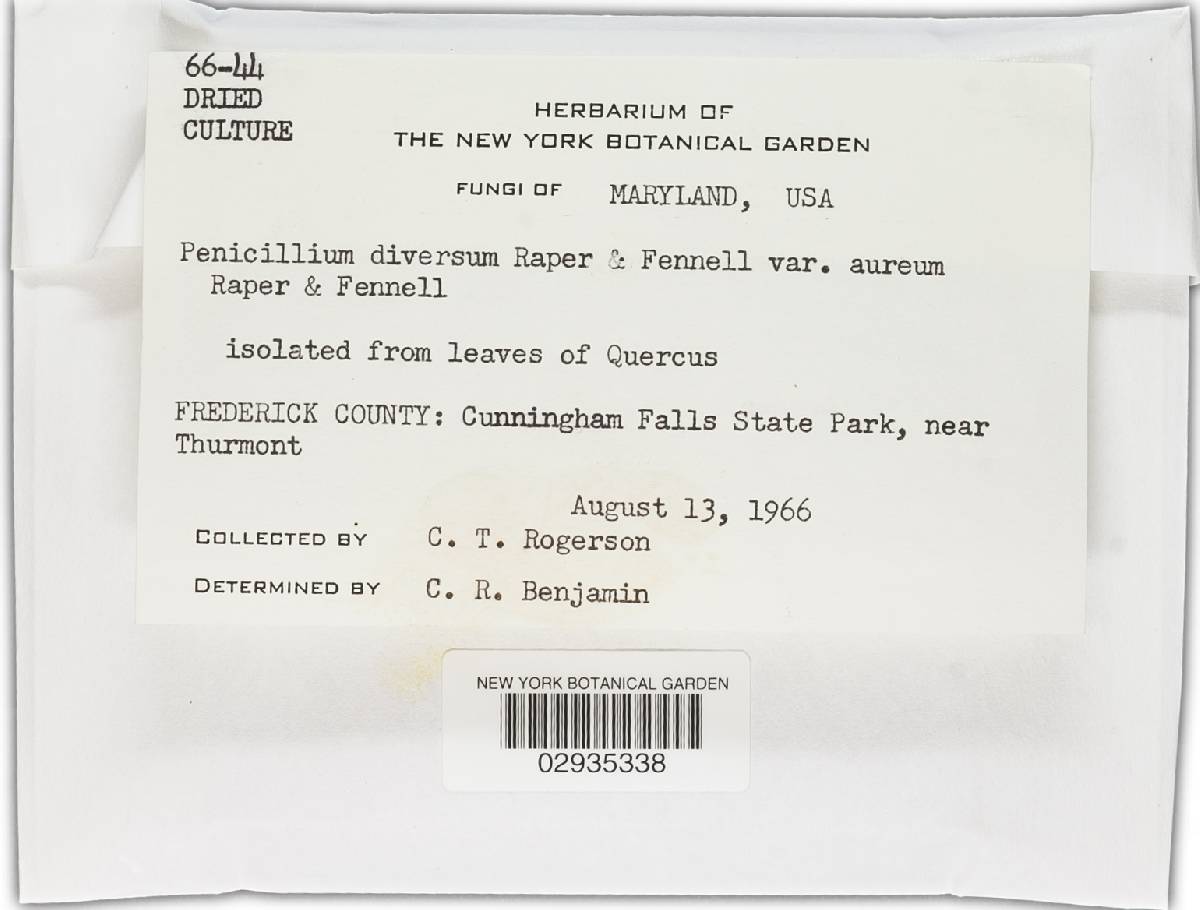 66-44
DRIED
CULTURE
HERBARIUM OF
THE NEW YORK BOTANICAL GARDEN
FUNGI OF MARYLAND, USA
Penicillium diversum Raper & Fennell var. aureum
Raper & Fennell
isolated from leaves of Quercus
FREDERICK COUNTY: Cunningham Falls State Park, near
Thurmont
August 13, 1966
COLLECTED BY C. T. Rogerson
DETERMINED BY C. R. Benjamin
NEW YORK BOTANICAL GARDEN
02935338